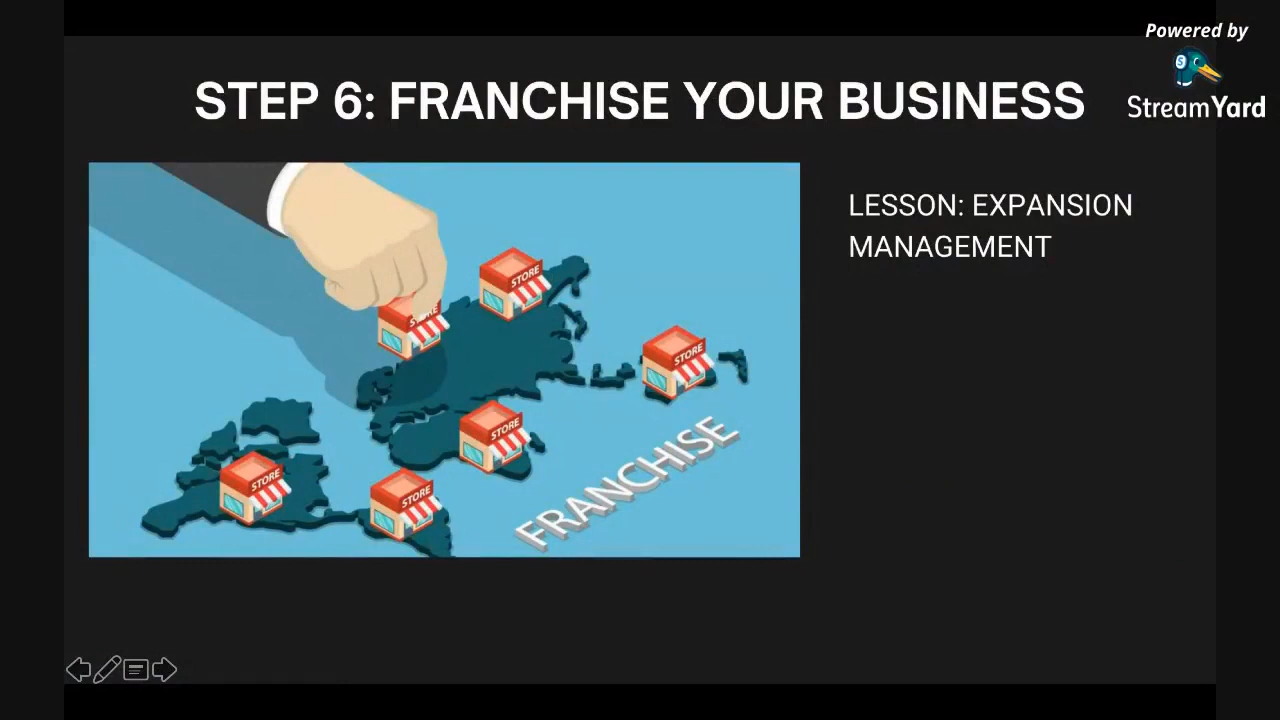 Powered by
StreamYard
STEP 6: FRANCHISE YOUR BUSINESS
LESSON: EXPANSION
MANAGEMENT
STORE
STORE
STORE
STORE
STORE
STORE
FRANCHISE